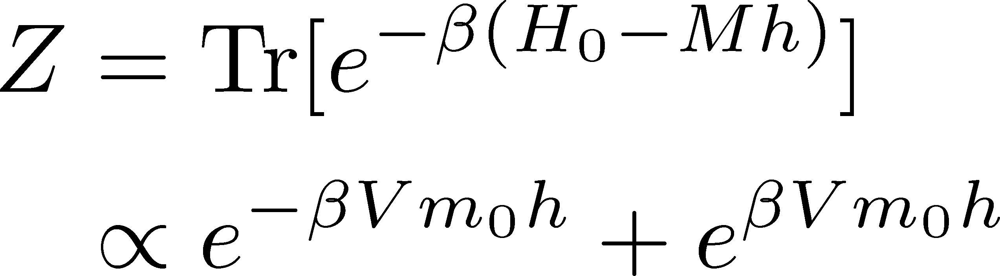 Z = Tr[e^{-β(H_0-Mh)}]
∝ e^{-βVm_0h} + e^{βVm_0h}